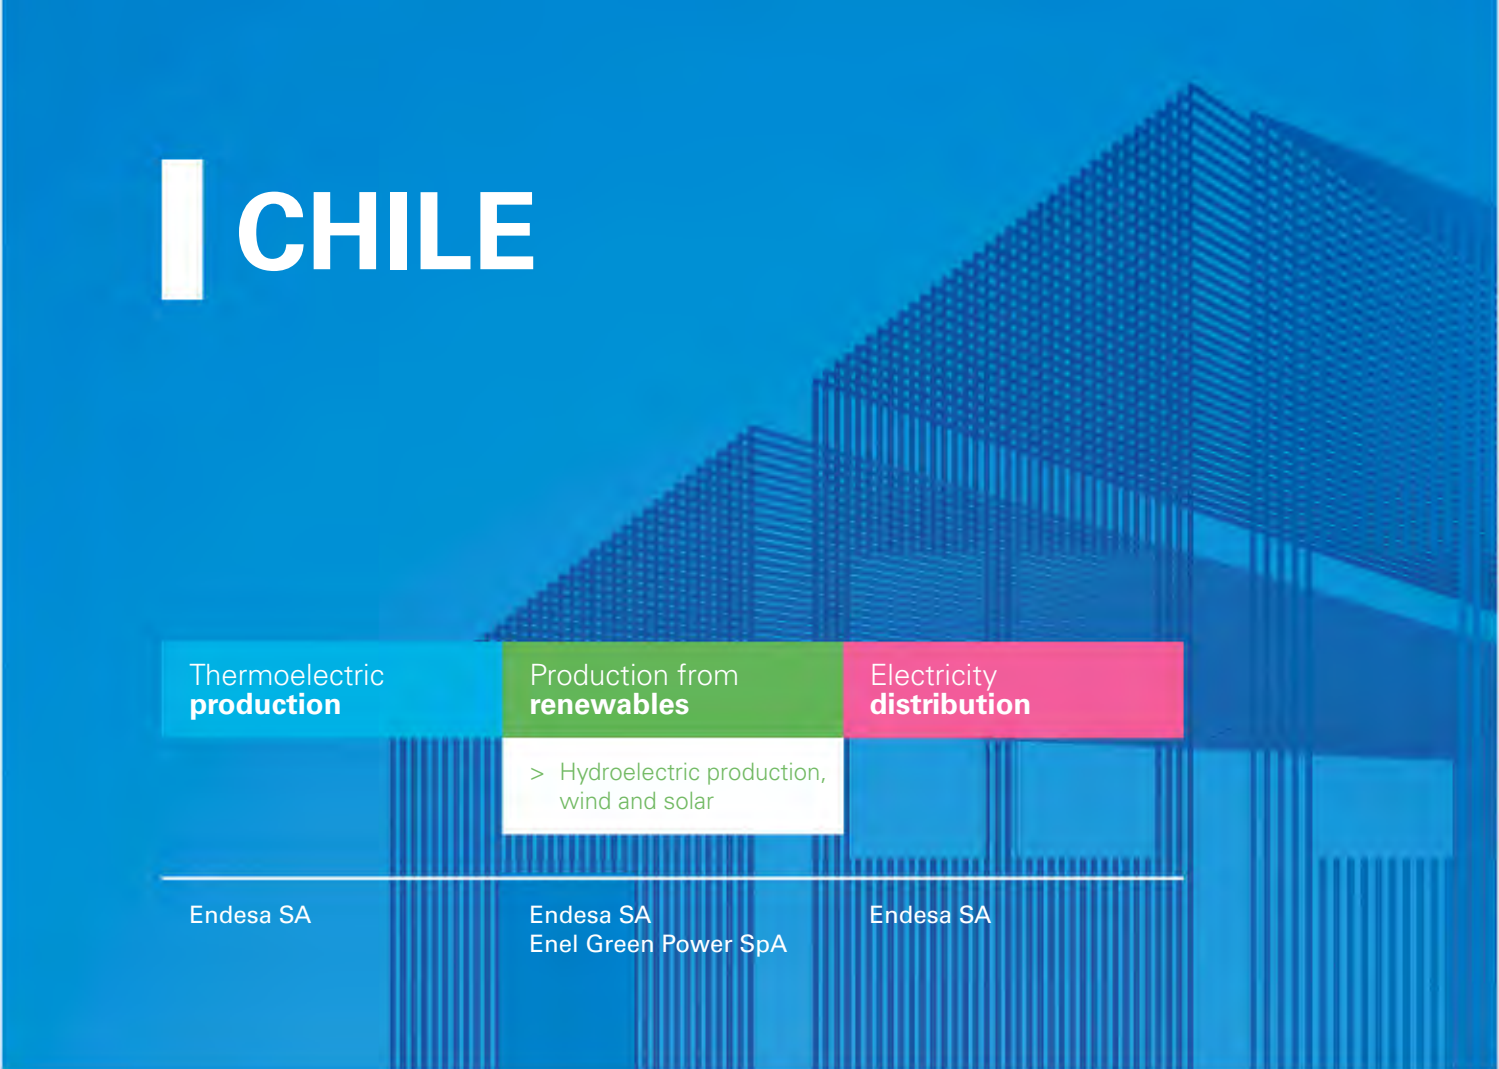 CHILE
Thermoelectric
production
Production from
renewables
Electricity
distribution
> Hydroelectric production,
wind and solar
Endesa SA
Endesa SA
Enel Green Power SpA
Endesa SA